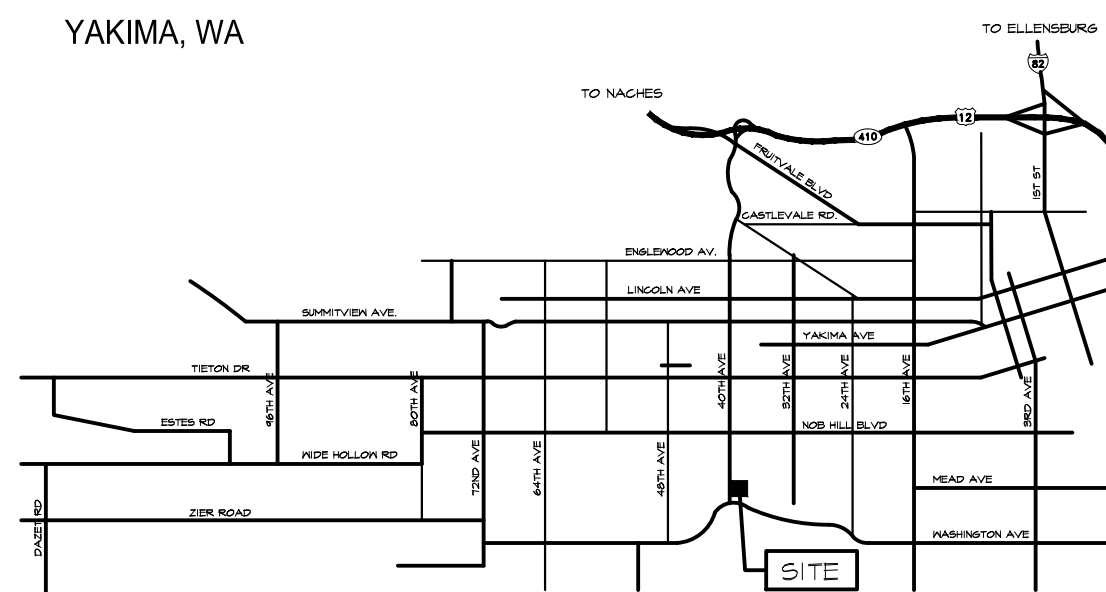 YAKIMA, WA
TO ELLENSBURG
82
TO NACHES
12
410
FRUITVALE BLVD
1ST ST
CASTLEVALE RD.
ENGLEWOOD AV.
LINCOLN AVE
SUMMITVIEW AVE.
YAKIMA AVE
TIETON DR
96TH AVE
80TH AVE
40TH AVE
32TH AVE
24TH AVE
16TH AVE
3RD AVE
ESTES RD
NOB HILL BLVD
WIDE HOLLOW RD
72ND AVE
64TH AVE
48TH AVE
MEAD AVE
ZIER ROAD
DAZET RD
WASHINGTON AVE
SITE